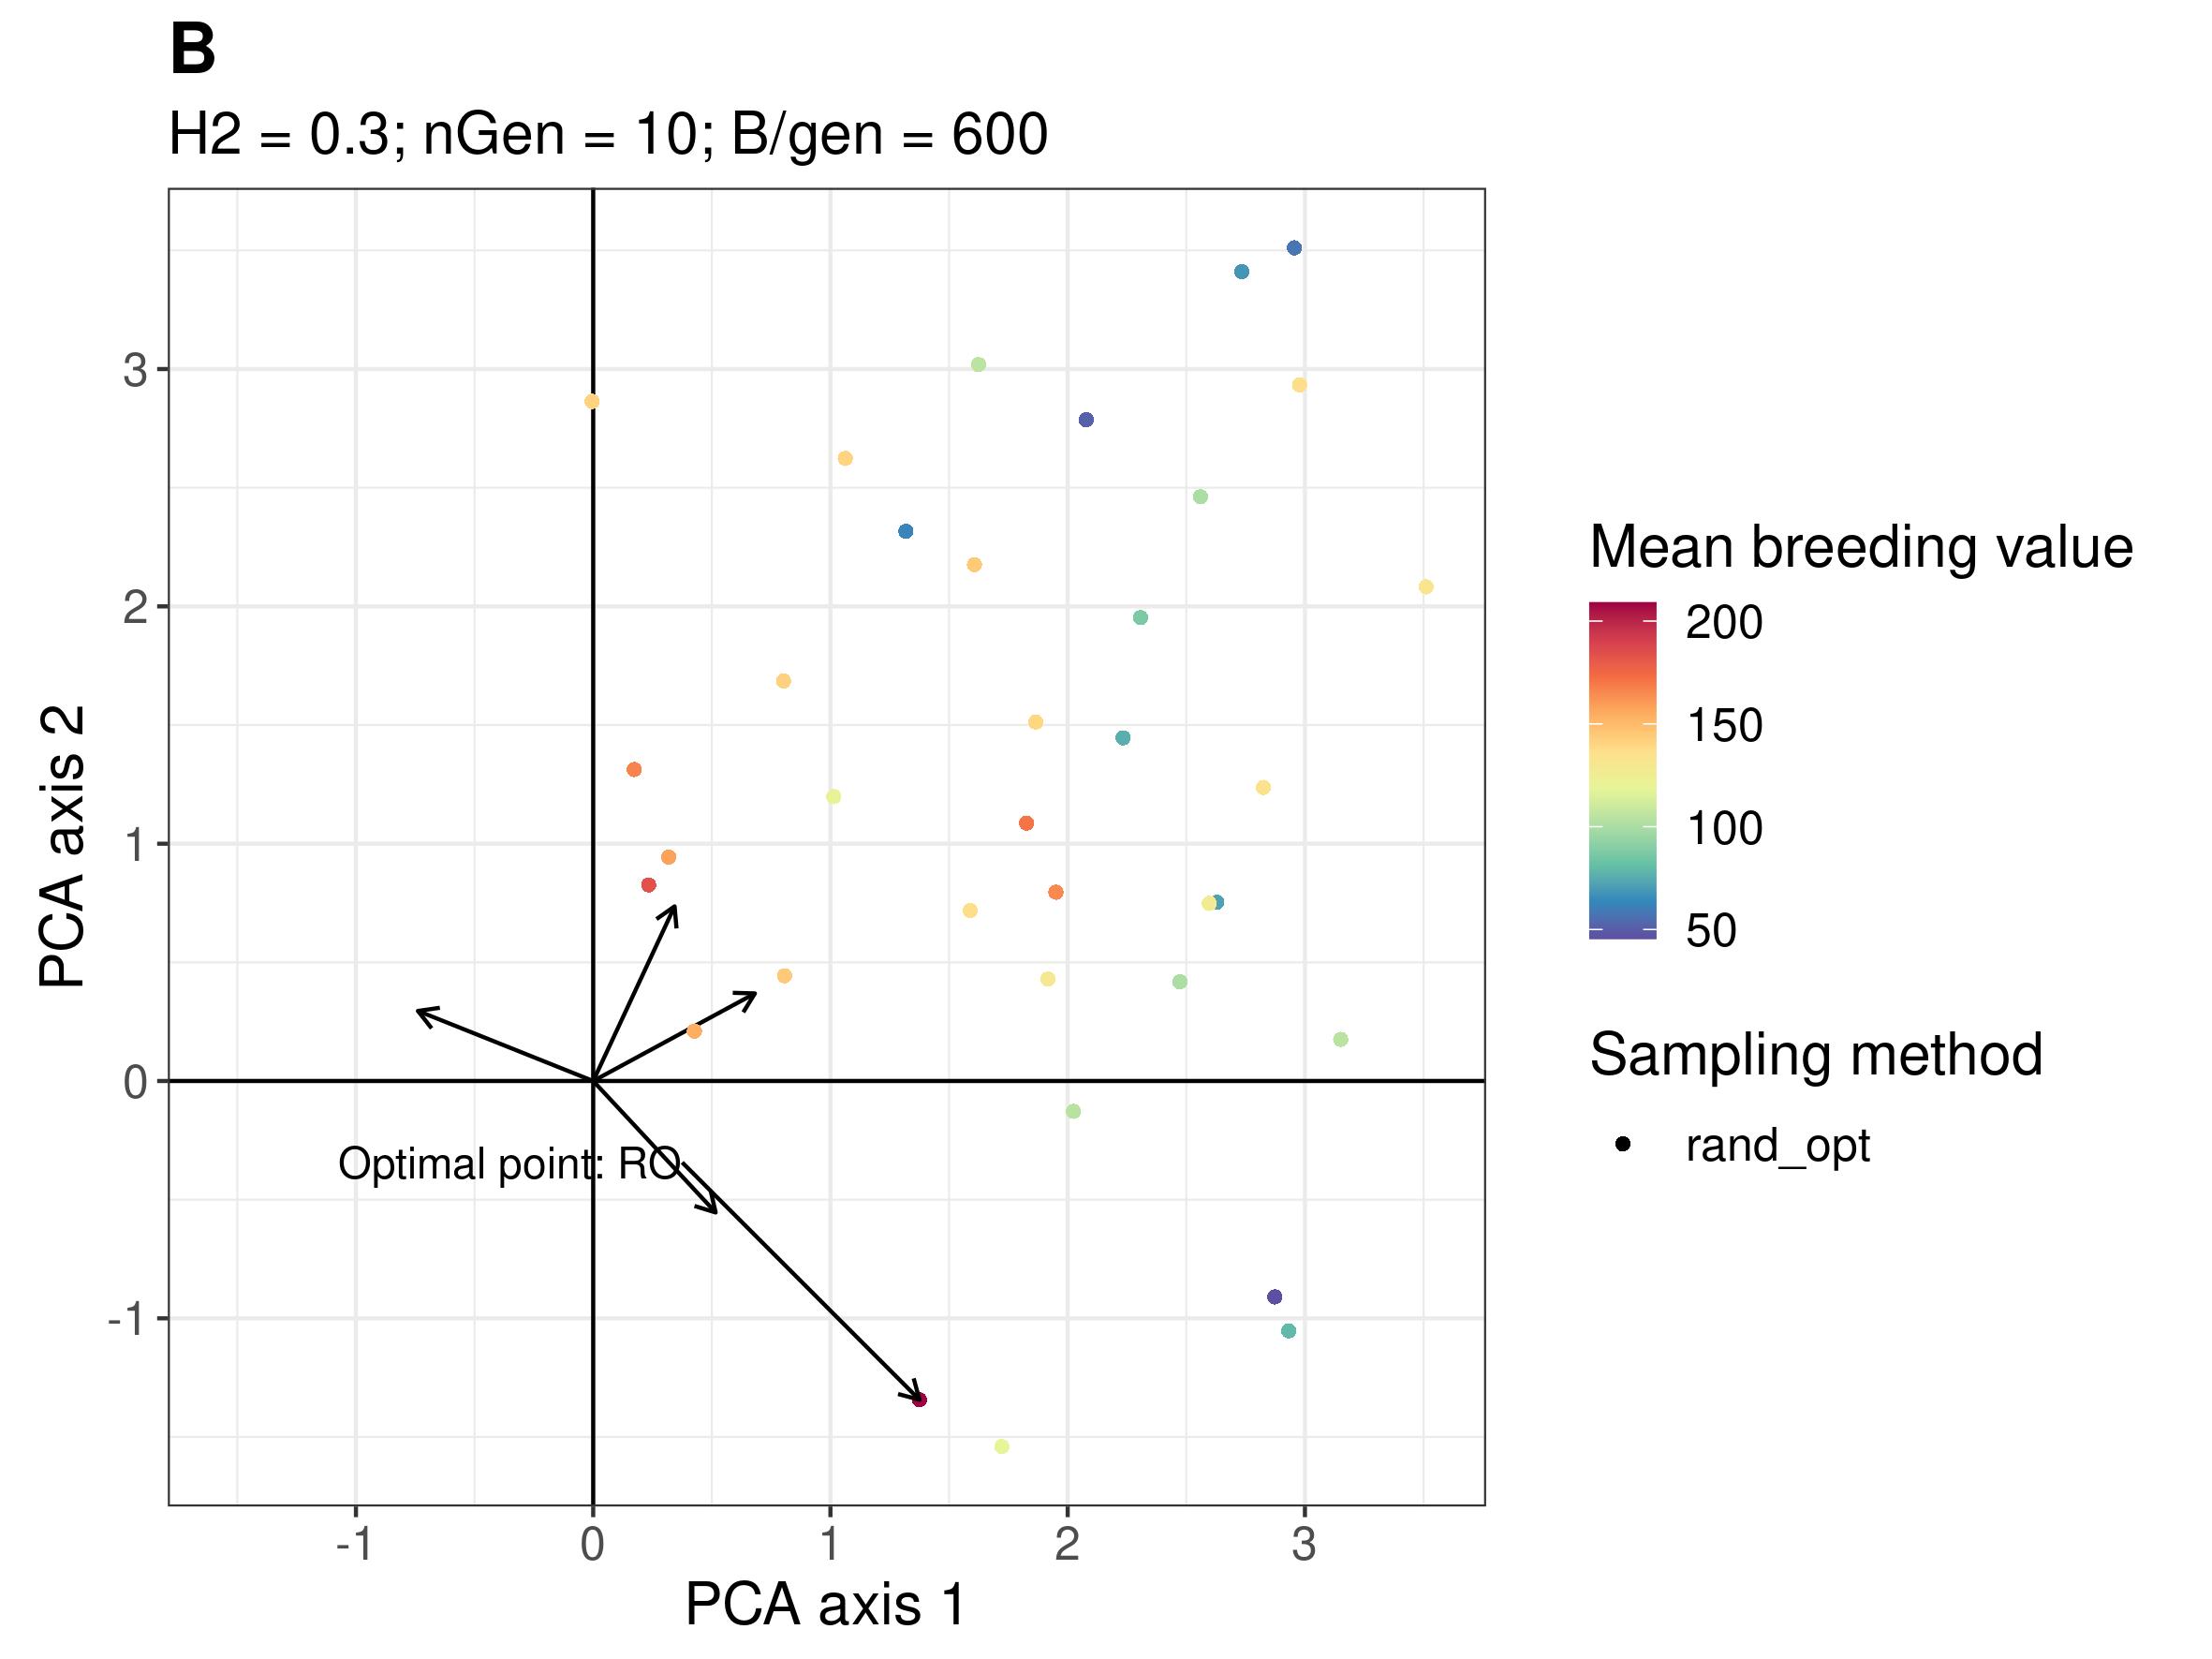 B
H2 = 0.3; nGen = 10; B/gen = 600
PCA axis 2
3
2
1
0
-1
Optimal point: RO
-1
0
1
2
3
PCA axis 1
Mean breeding value
200
150
100
50
Sampling method
rand_opt